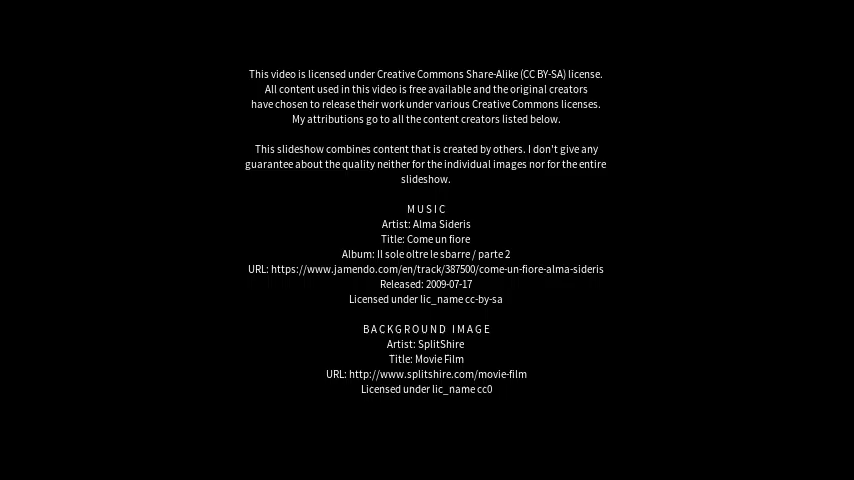 This video is licensed under Creative Commons Share-Alike (CC BY-SA) license.
All content used in this video is free available and the original creators
have chosen to release their work under various Creative Commons licenses.
My attributions go to all the content creators listed below.
This slideshow combines content that is created by others. I don't give any
guarantee about the quality neither for the individual images nor for the entire
slideshow.
MUSIC
Artist: Alma Sideris
Title: Come un fiore
Album: Il sole oltre le sbarre / parte 2
URL: https://www.jamendo.com/en/track/387500/come-un-fiore-alma-sideris
Released: 2009-07-17
Licensed under lic_name cc-by-sa
BACKGROUND IMAGE
Artist: SplitShire
Title: Movie Film
URL: http://www.splitshire.com/movie-film
Licensed under lic_name cc0